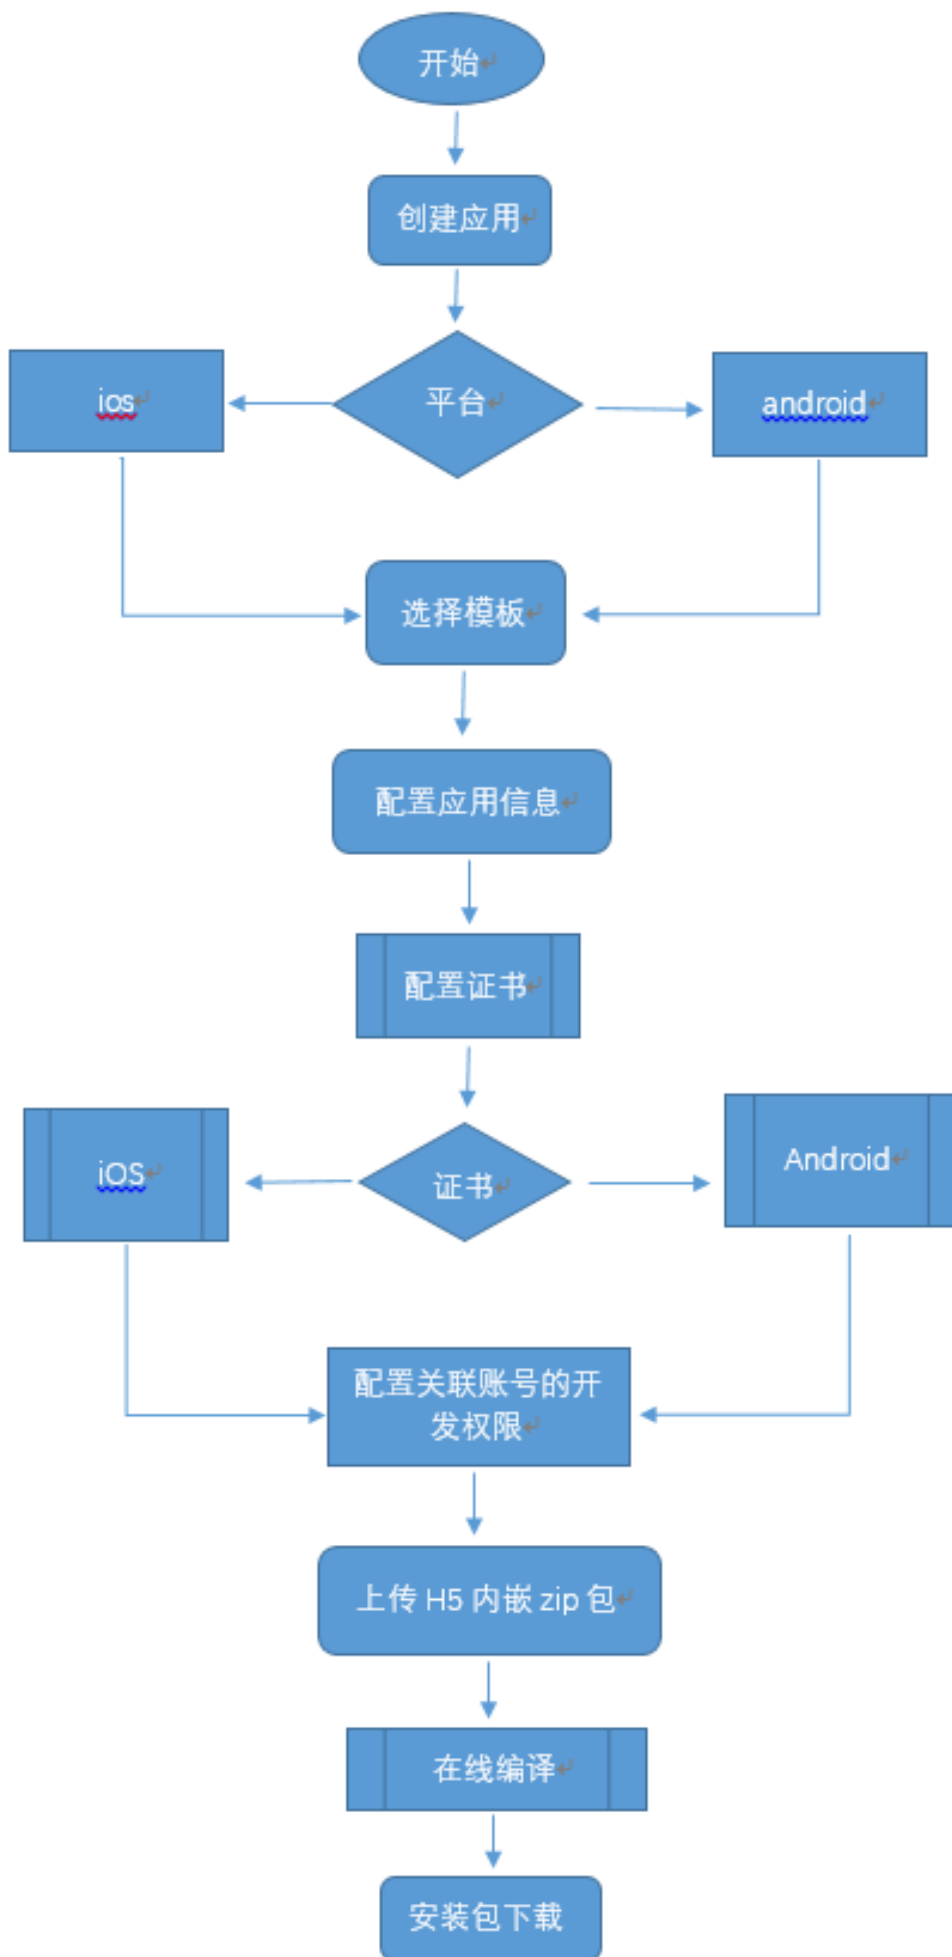 开始
创建应用
ios
平台
android
选择模板
配置应用信息
配置证书
iOS
证书
Android
配置关联账号的开
发权限
上传 H5 内嵌 zip 包
在线编译
安装包下载